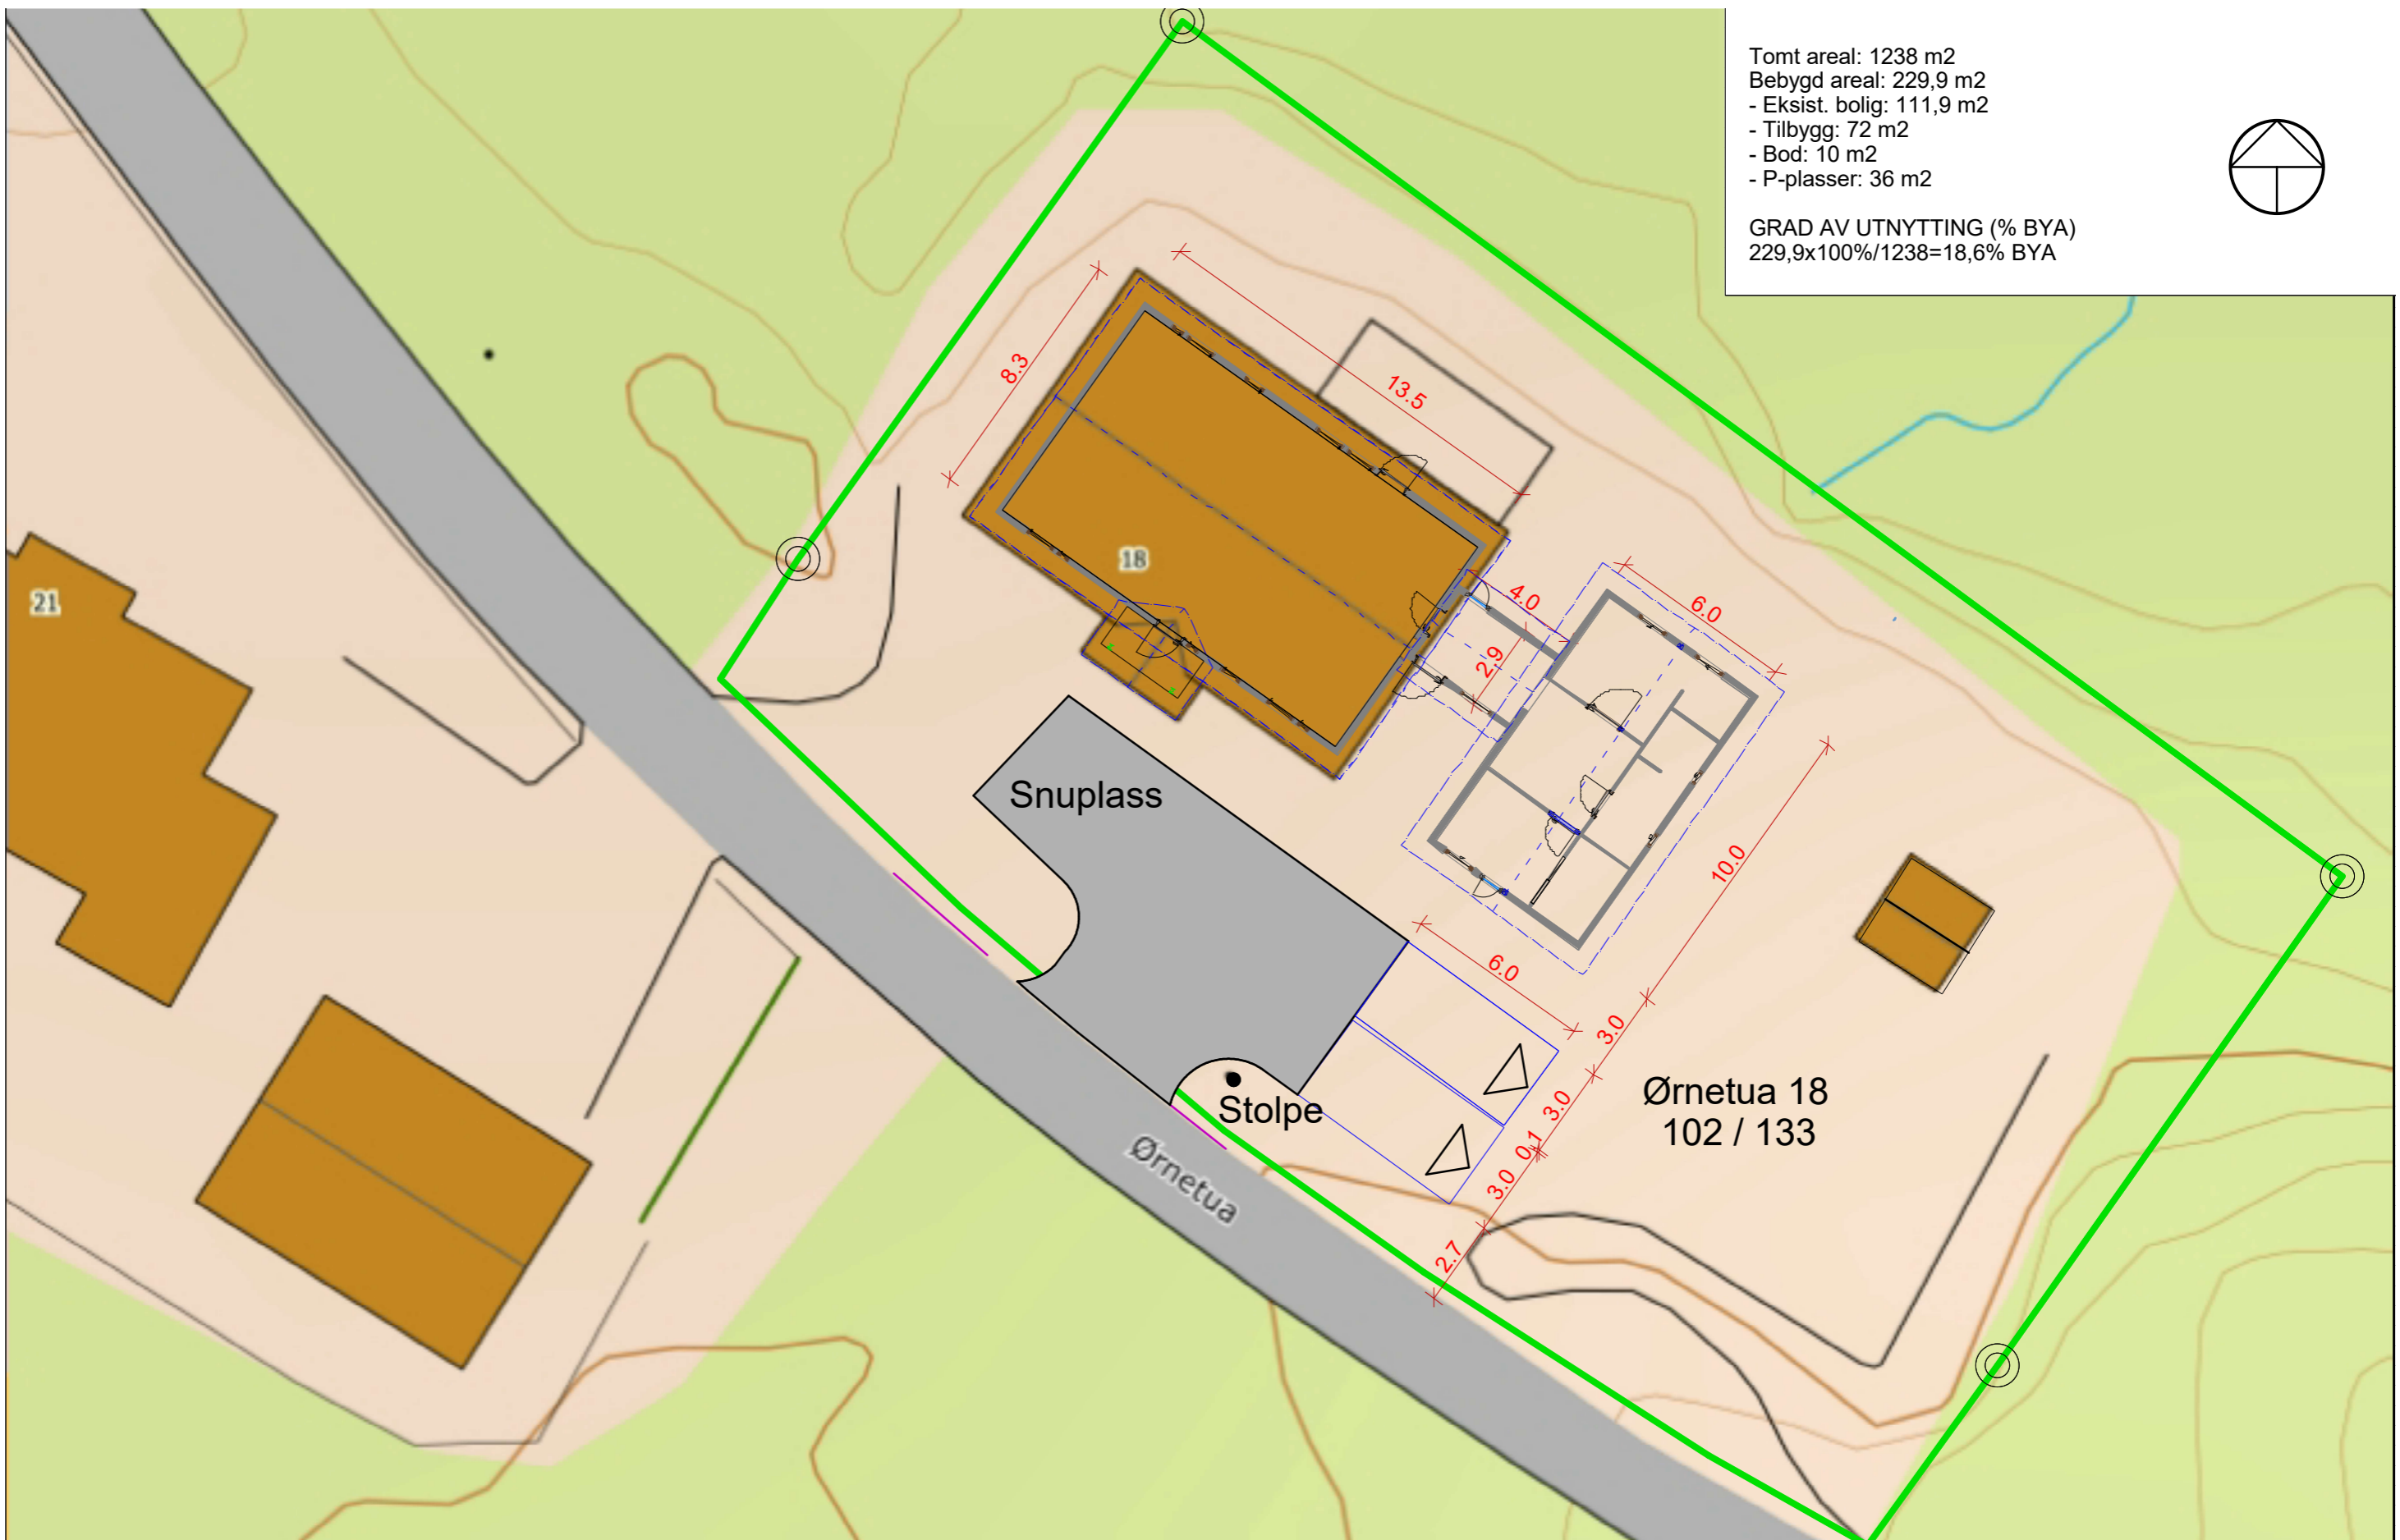 Tomt areal: 1238 m2
Bebygd areal: 229,9 m2
- Eksist. bolig: 111,9 m2
- Tilbygg: 72 m2
- Bod: 10 m2
- P-plasser: 36 m2
GRAD AV UTNYTTING (% BYA)
229,9x100%/1238=18,6% BYA
8.3
13.5
18
21
4.0
6.0
2,9
Snuplass
10.0
6.0
3.0
Ørnetua 18
102 / 133
Stolpe
3.0
0,1
3.0
Ørnetua
2.7